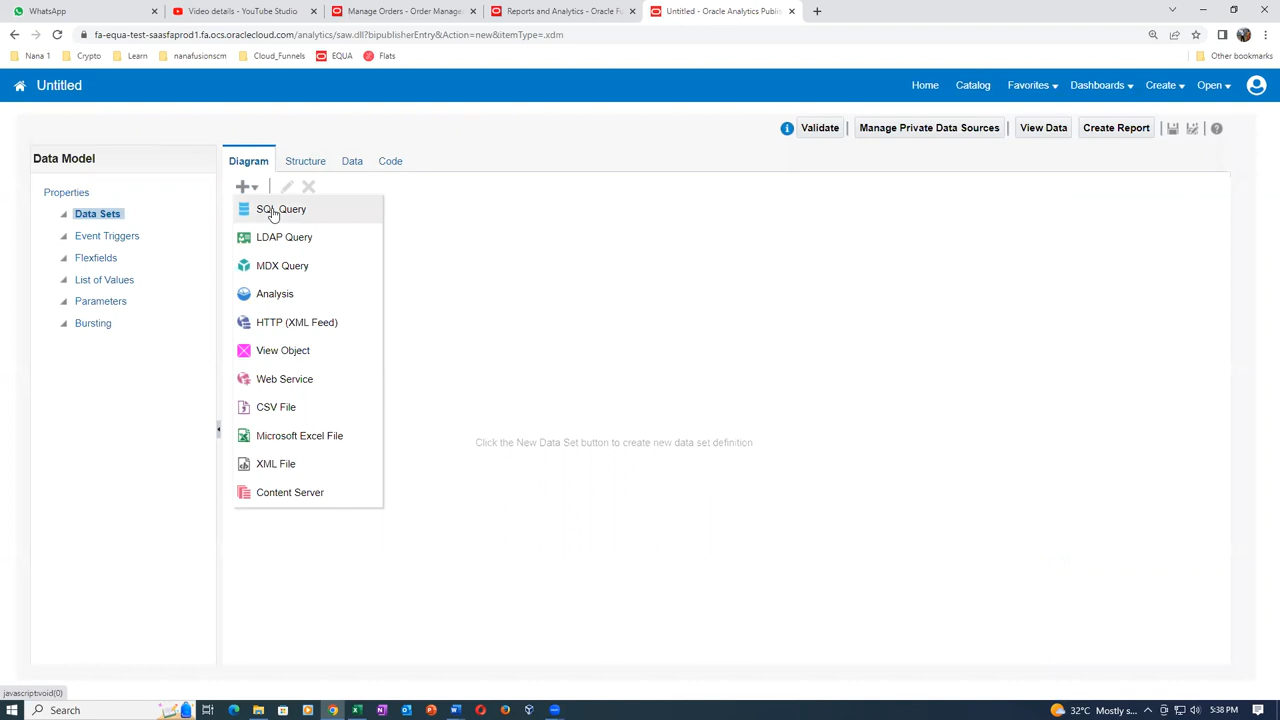 WhatsApp
Video details - YouTube Studio
Manage Orders - Order Manage
Reports and Analytics - Oracle Fu
Untitled - Oracle Analytics Publis
fa-equa-test-saasfaprod1.fa.ocs.oraclecloud.com/analytics/saw.dll?bipublisherEntry&Action=new&itemType=.xdm
Nana 1
Crypto
Learn
nanafusionscm
Cloud_Funnels
EQUA
Flats
Other bookmarks
Untitled
Home
Catalog
Favorites
Dashboards
Create
Open
Validate
Manage Private Data Sources
View Data
Create Report
Data Model
Diagram
Structure
Data
Code
Properties
Data Sets
Event Triggers
Flexfields
List of Values
Parameters
Bursting
SQL Query
LDAP Query
MDX Query
Analysis
HTTP (XML Feed)
View Object
Web Service
CSV File
Microsoft Excel File
XML File
Content Server
Click the New Data Set button to create new data set definition
javascript:void(0)
Search
32°C Mostly s...
5:38 PM